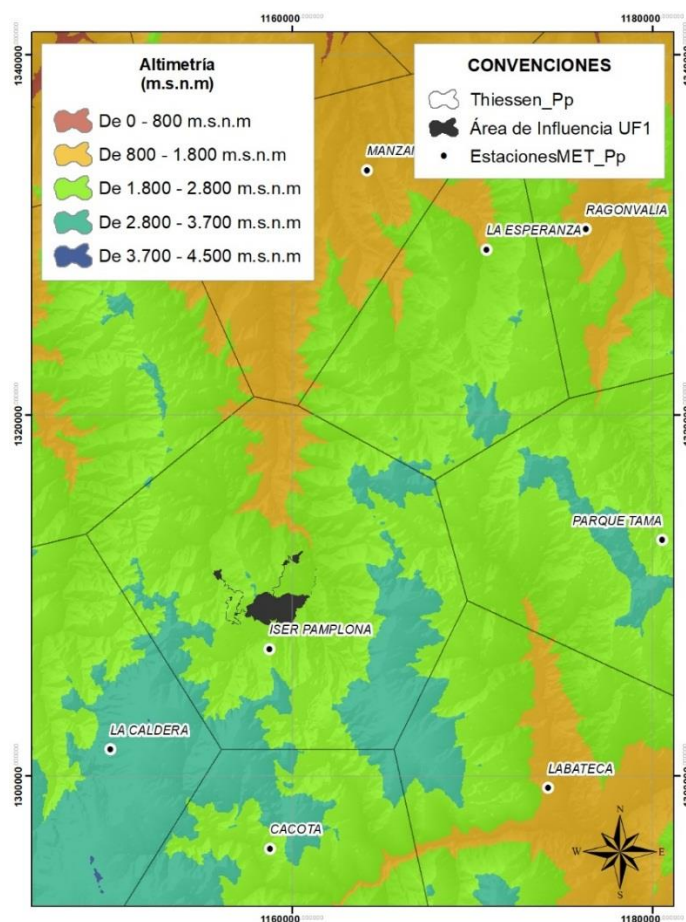 1160000
1180000
1340000
Altimetría
(m.s.n.m)
De 0 - 800 m.s.n.m
De 800 - 1.800 m.s.n.m
De 1.800 - 2.800 m.s.n.m
De 2.800 - 3.700 m.s.n.m
De 3.700 - 4.500 m.s.n.m
CONVENCIONES
Thiessen_Pp
Área de Influencia UF1
EstacionesMET_Pp
RAGONVALIA
LA ESPERANZA
1320000
PARQUE TAMA
ISER PAMPLONA
LA CALDERA
1300000
LABATECA
CACOTA
N
W
E
S
1160000
1180000